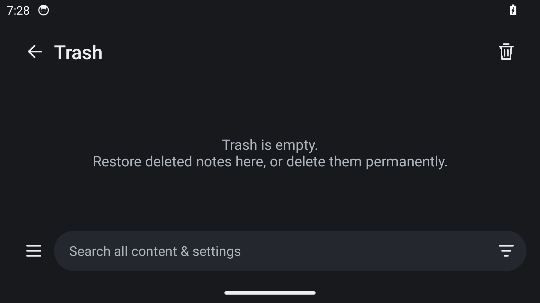 7:28
Trash
Trash is empty.
Restore deleted notes here, or delete them permanently.
Search all content & settings